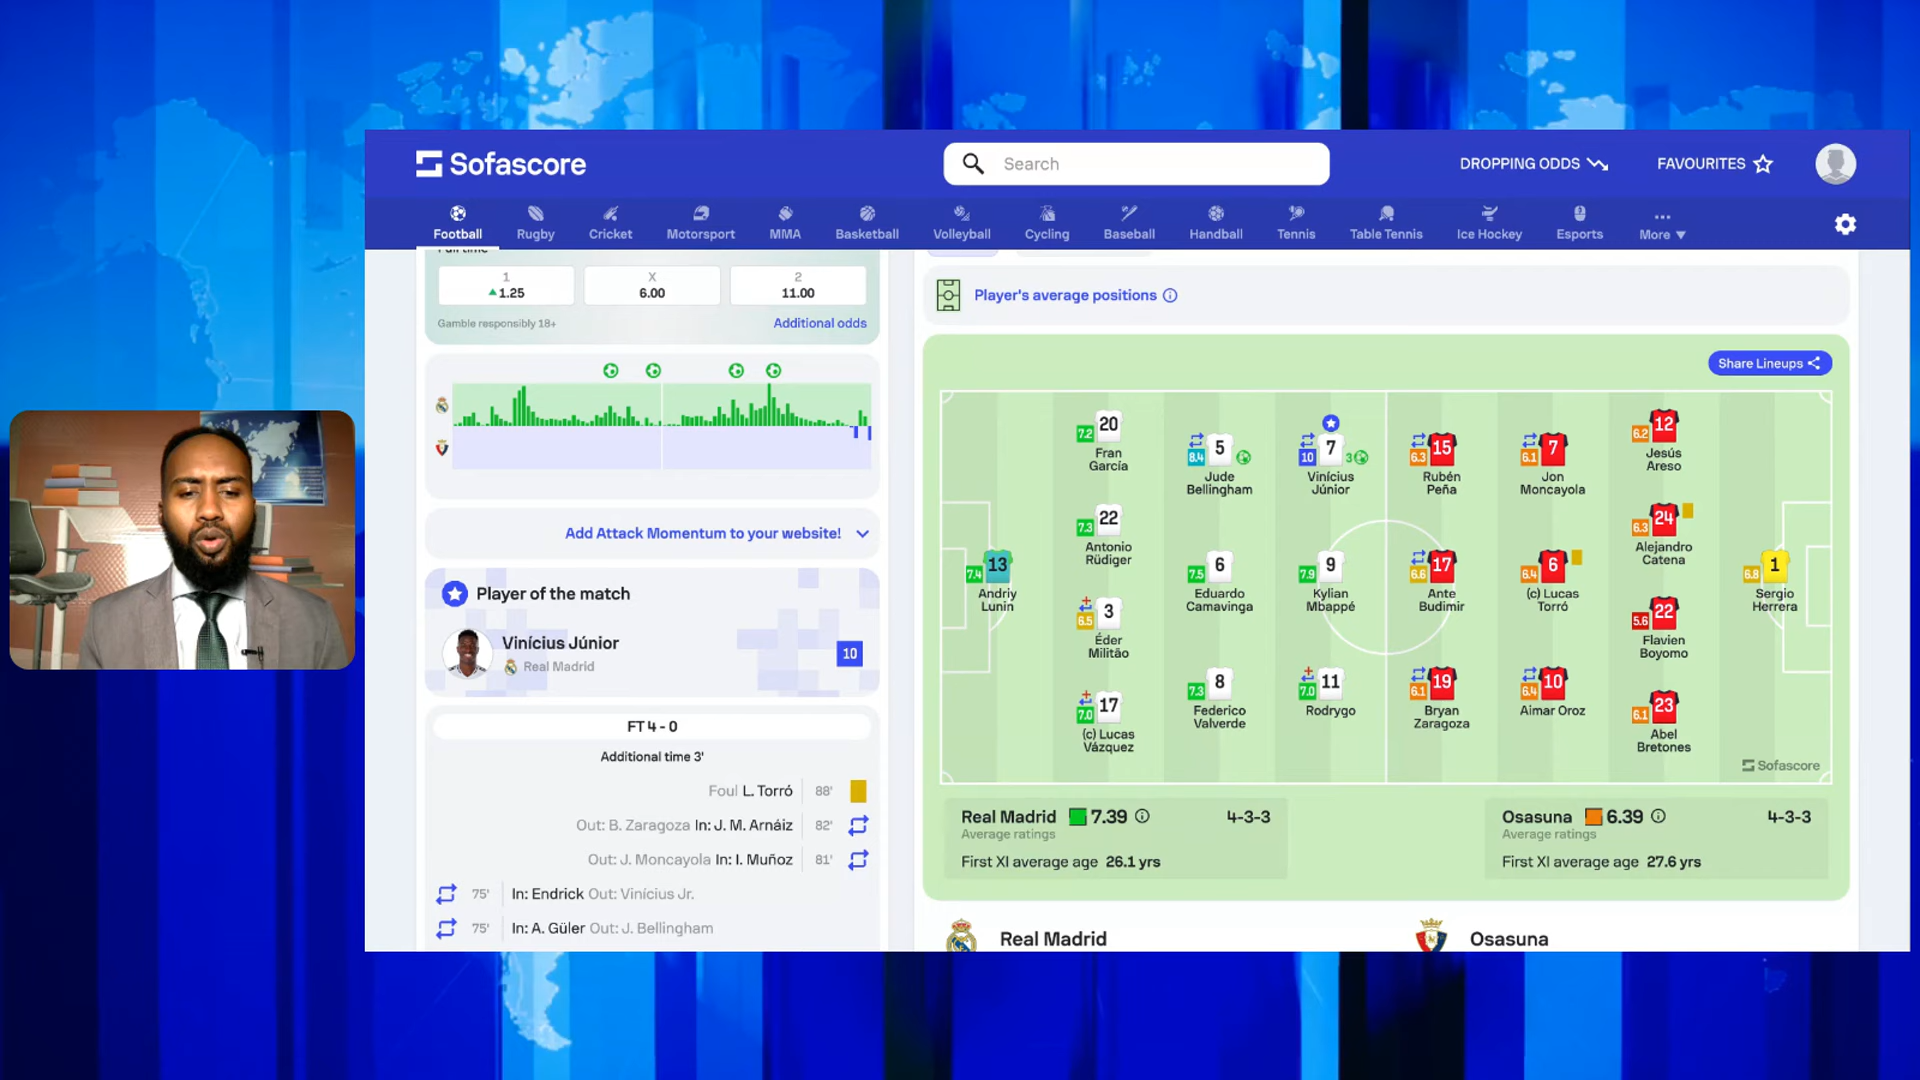 Sofascore
Search
DROPPING ODDS
FAVOURITES
Football
Rugby
Cricket
Motorsport
MMA
Basketball
Volleyball
Cycling
Baseball
Handball
Tennis
Table Tennis
Ice Hockey
Esports
More
Full time
1
1.25
X
6.00
2
11.00
Gamble responsibly 18+
Additional odds
Add Attack Momentum to your website!
Player of the match
Vinícius Júnior
Real Madrid
10
FT 4 - 0
Additional time 3'
Foul L. Torró 88'
Out: B. Zaragoza In: J. M. Arnáiz 82'
Out: J. Moncayola In: I. Muñoz 81'
75' In: Endrick Out: Vinícius Jr.
75' In: A. Güler Out: J. Bellingham
Player's average positions
Share Lineups
13
7.4
Andriy
Lunin
20
7.2
Fran
García
22
7.3
Antonio
Rüdiger
3
6.5
Éder
Militão
17
7.0
(c) Lucas
Vázquez
5
8.4
Jude
Bellingham
6
7.5
Eduardo
Camavinga
8
7.3
Federico
Valverde
7
10
3
Vinícius
Júnior
9
7.9
Kylian
Mbappé
11
7.0
Rodrygo
15
6.3
Rubén
Peña
17
6.6
Ante
Budimir
19
6.1
Bryan
Zaragoza
7
6.1
Jon
Moncayola
6
6.4
(c) Lucas
Torró
10
6.4
Aimar Oroz
12
6.2
Jesús
Areso
24
6.3
Alejandro
Catena
22
5.6
Flavien
Boyomo
23
6.1
Abel
Bretones
1
6.8
Sergio
Herrera
Sofascore
Real Madrid 7.39 4-3-3
Average ratings
First XI average age 26.1 yrs
Osasuna 6.39 4-3-3
Average ratings
First XI average age 27.6 yrs
Real Madrid
Osasuna